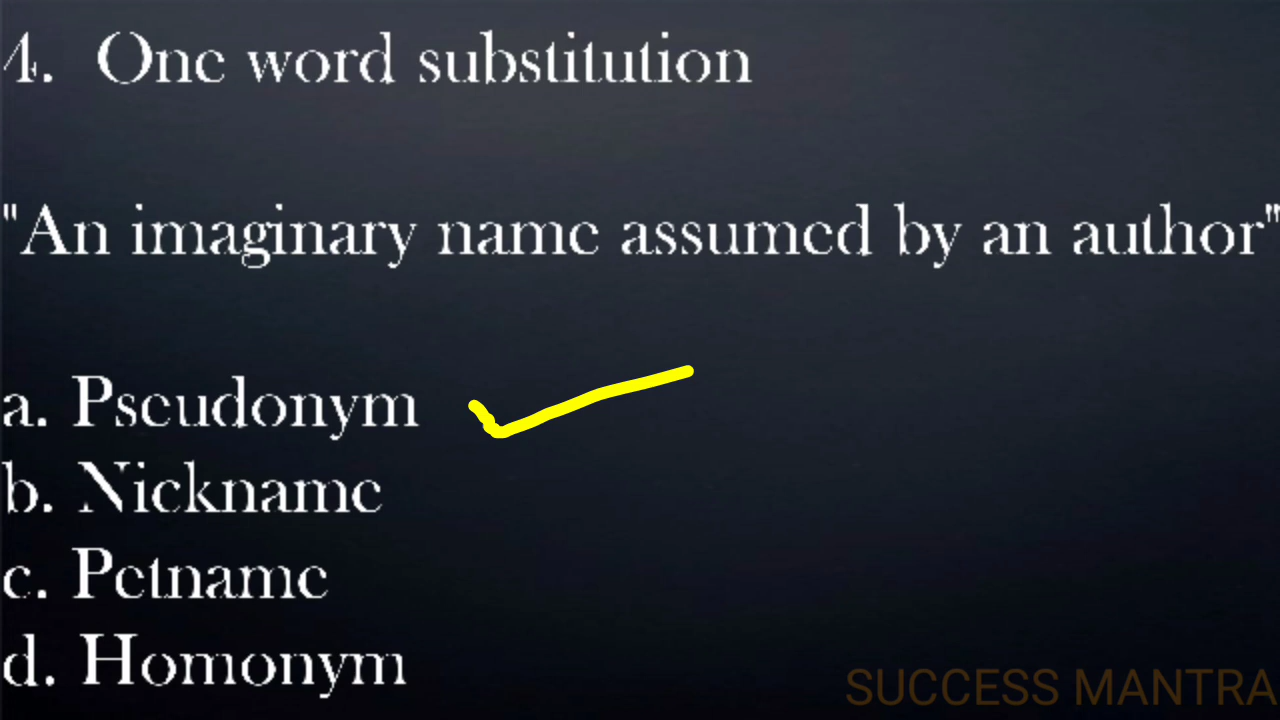 4. One word substitution
"An imaginary name assumed by an author"
a. Pseudonym
b. Nickname
c. Petname
d. Homonym
SUCCESS MANTRA